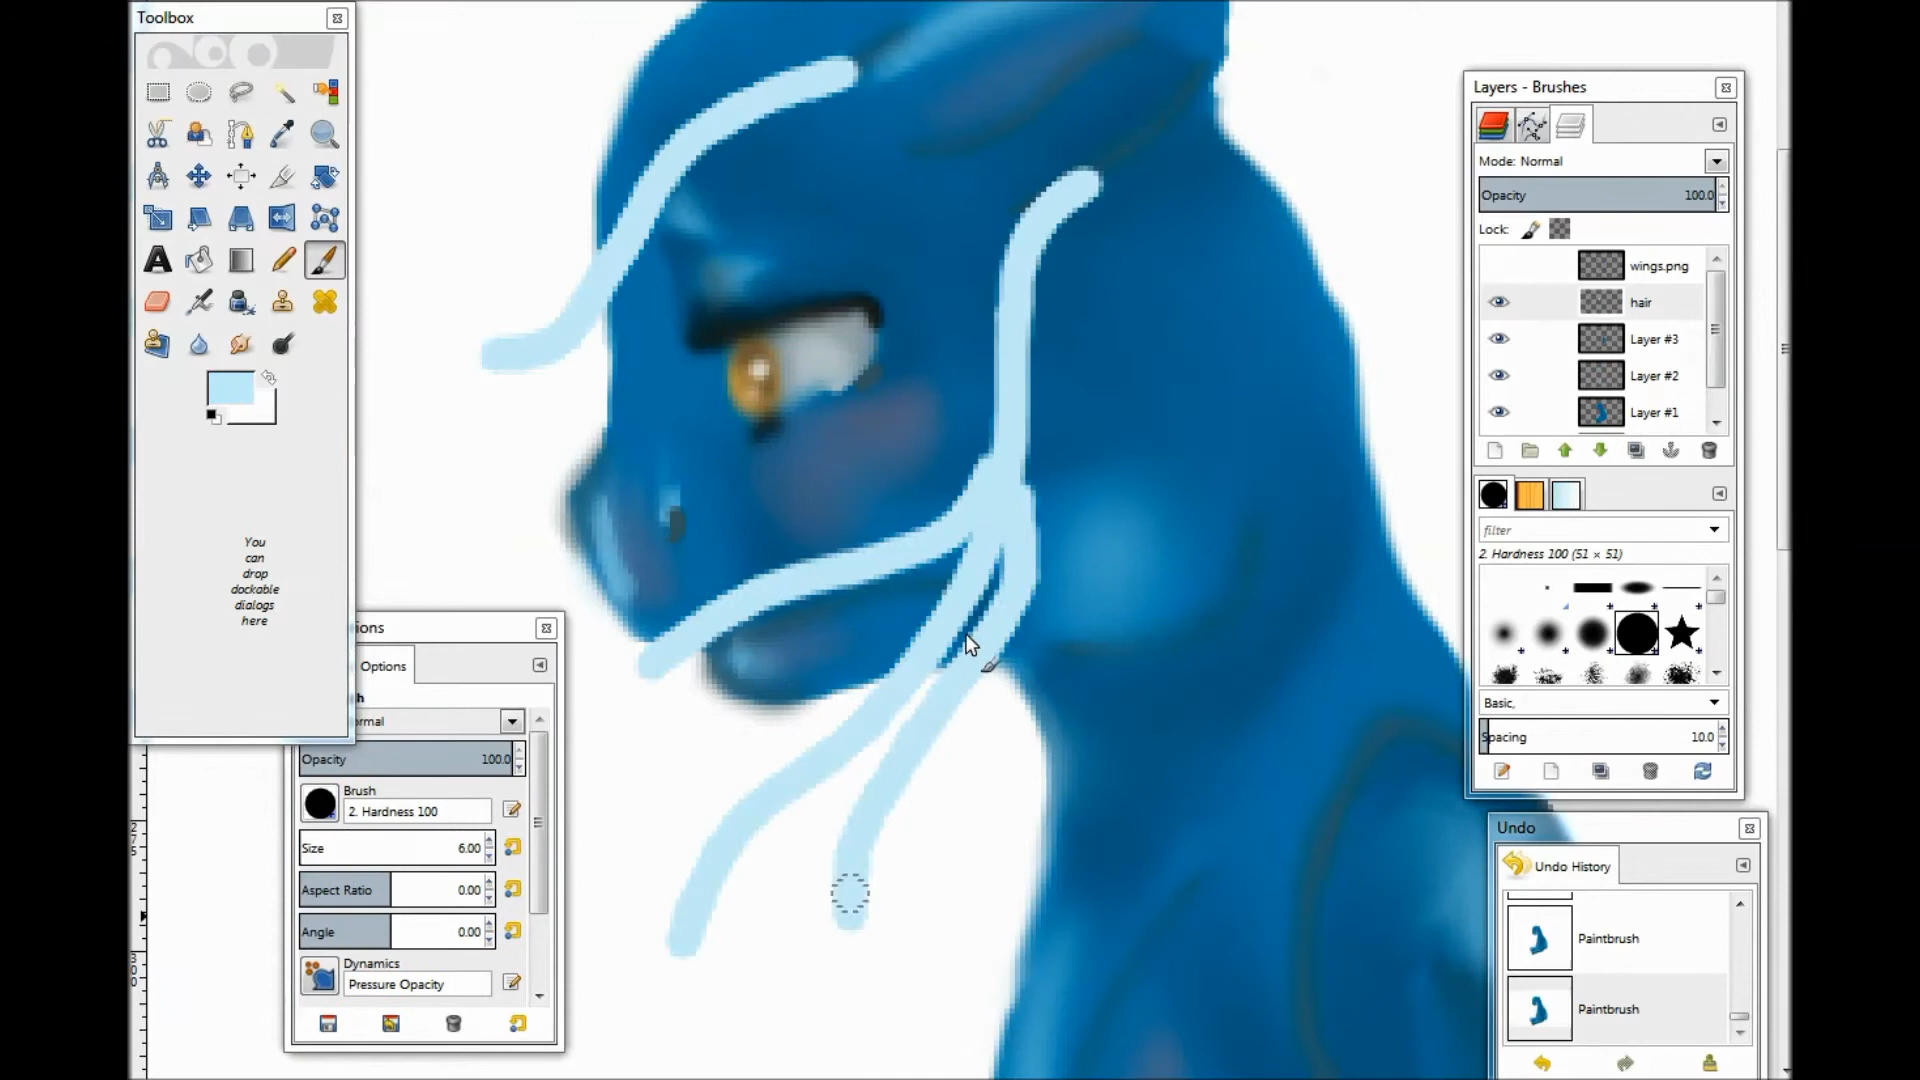 Toolbox
You
can
drop
dockable
dialogs
here
ions
Options
h
ormal
Opacity 100.0
Brush
2. Hardness 100
Size 6.00
Aspect Ratio 0.00
Angle 0.00
Dynamics
Pressure Opacity
Layers - Brushes
Mode: Normal
Opacity 100.0
Lock:
wings.png
hair
Layer #3
Layer #2
Layer #1
filter
2. Hardness 100 (51 × 51)
Basic,
Spacing 10.0
Undo
Undo History
Paintbrush
Paintbrush